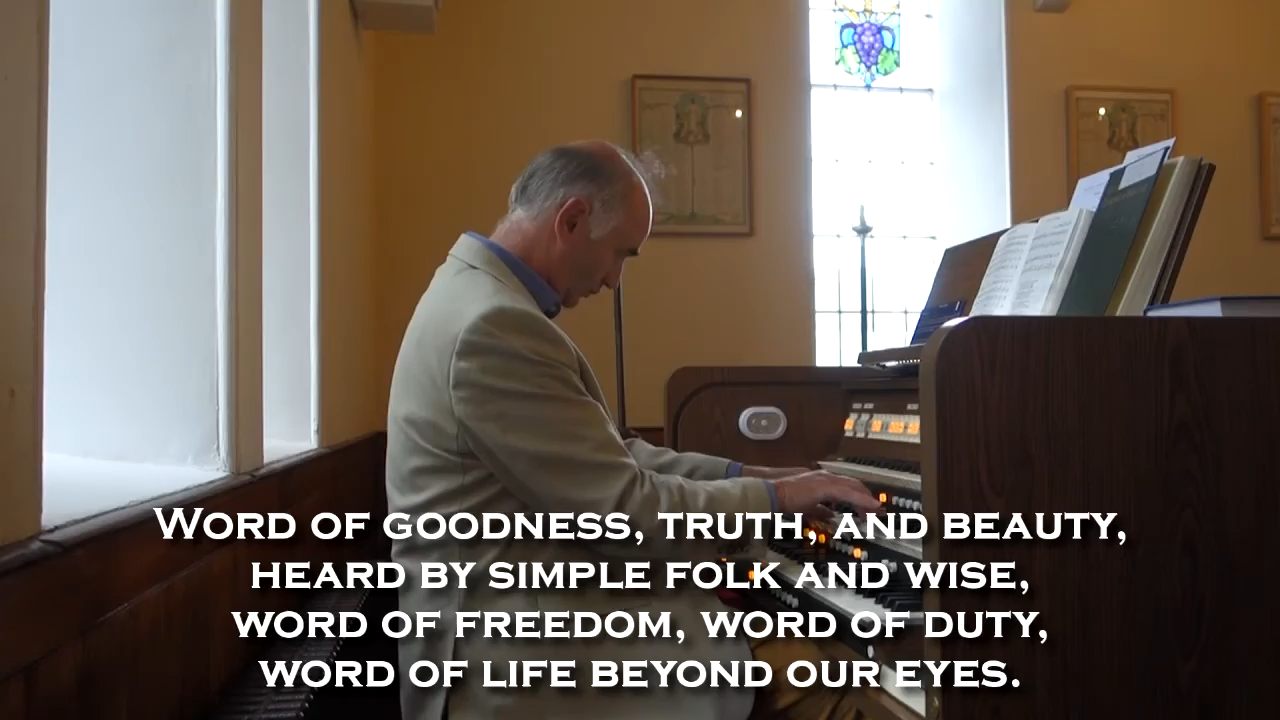 WORD OF GOODNESS, TRUTH, AND BEAUTY,
HEARD BY SIMPLE FOLK AND WISE,
WORD OF FREEDOM, WORD OF DUTY,
WORD OF LIFE BEYOND OUR EYES.